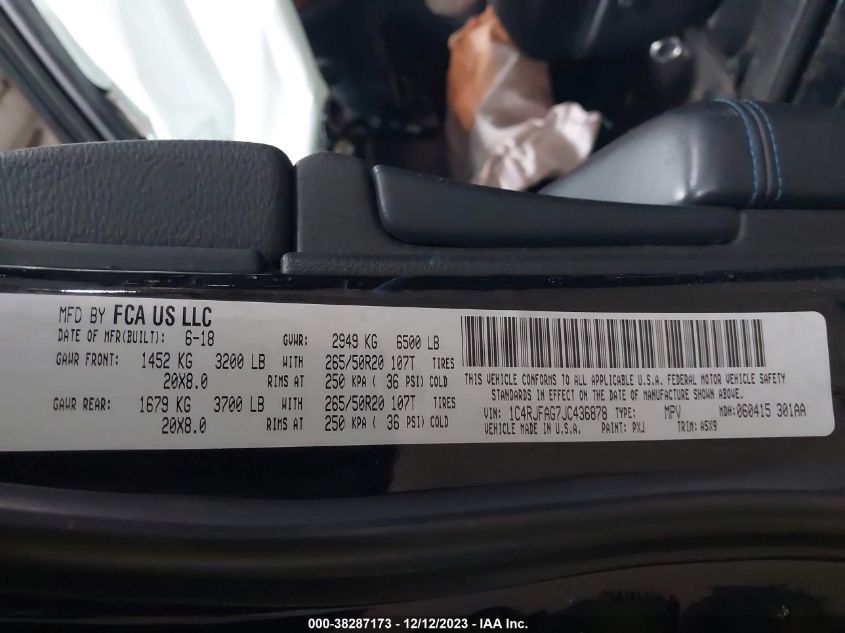 MFD BY FCA US LLC
DATE OF MFR(BUILT): 6-18 GVWR: 2949 KG 6500 LB
GAWR FRONT: 1452 KG 3200 LB WITH 265/50R20 107T TIRES
20X8.0 RIMS AT 250 KPA ( 36 PSI) COLD
GAWR REAR: 1679 KG 3700 LB WITH 265/50R20 107T TIRES
20X8.0 RIMS AT 250 KPA ( 36 PSI) COLD
THIS VEHICLE CONFORMS TO ALL APPLICABLE U.S.A. FEDERAL MOTOR VEHICLE SAFETY
STANDARDS IN EFFECT ON THE DATE OF MANUFACTURE SHOWN ABOVE.
VIN: 1C4RJFAG7JC436878 TYPE: MPV MDH: 060415 301AA
VEHICLE MADE IN U.S.A. PAINT: PXJ TRIM: A5X9
000-38287173 - 12/12/2023 - IAA Inc.